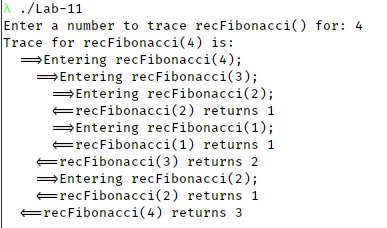 λ ./Lab-11
Enter a number to trace recFibonacci() for: 4
Trace for recFibonacci(4) is:
==>Entering recFibonacci(4);
==>Entering recFibonacci(3);
==>Entering recFibonacci(2);
<==recFibonacci(2) returns 1
==>Entering recFibonacci(1);
<==recFibonacci(1) returns 1
<==recFibonacci(3) returns 2
==>Entering recFibonacci(2);
<==recFibonacci(2) returns 1
<==recFibonacci(4) returns 3